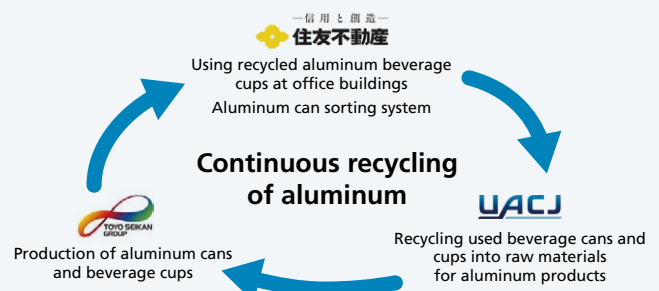 信用と創造
住友不動産
Using recycled aluminum beverage
cups at office buildings
Aluminum can sorting system
Continuous recycling
of aluminum
UACJ
Recycling used beverage cans and
cups into raw materials
for aluminum products
TOYO SEIKAN
GROUP
Production of aluminum cans
and beverage cups